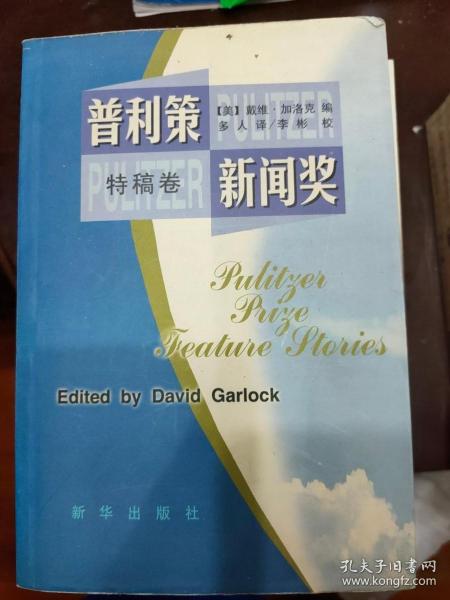 普利策
PULITZER
【美】戴维·加洛克 编
多人译/李彬 校
PULITZER
特稿卷
新闻奖
Pulitzer
Prize
Feature Stories
Edited by David Garlock
新华出版社
孔夫子旧书网
www.kongfz.com